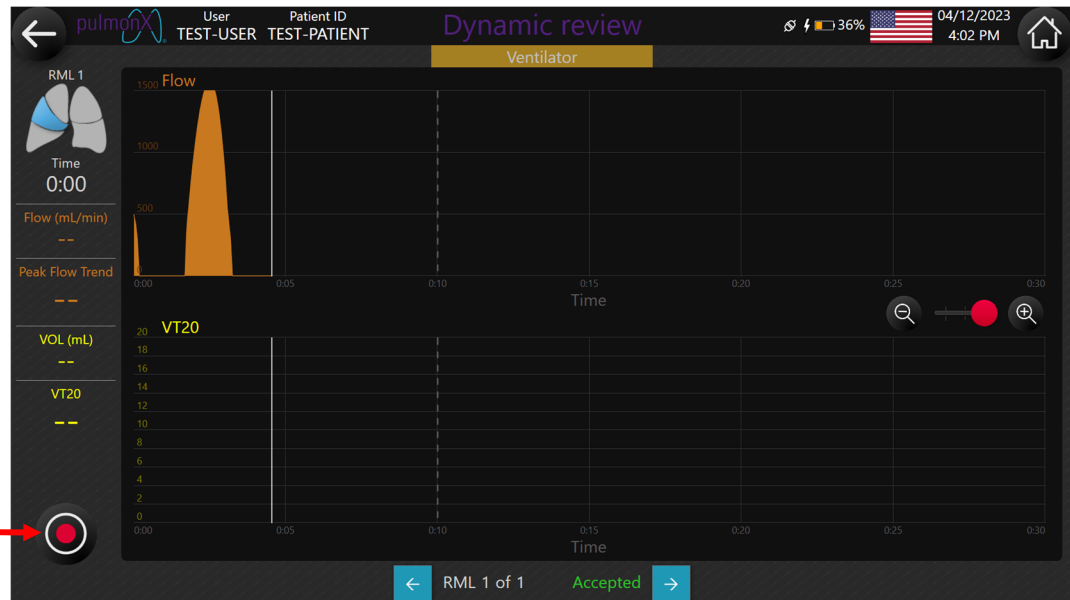 pulmonx
User
TEST-USER
Patient ID
TEST-PATIENT
Dynamic review
36%
04/12/2023
4:02 PM
Ventilator
RML 1
Time
0:00
Flow (mL/min)
--
Peak Flow Trend
--
VOL (mL)
--
VT20
--
Flow
1500
1000
500
0
0:00 0:05 0:10 0:15 0:20 0:25 0:30
Time
VT20
20
18
16
14
12
10
8
6
4
2
0
0:00 0:05 0:10 0:15 0:20 0:25 0:30
Time
RML 1 of 1 Accepted